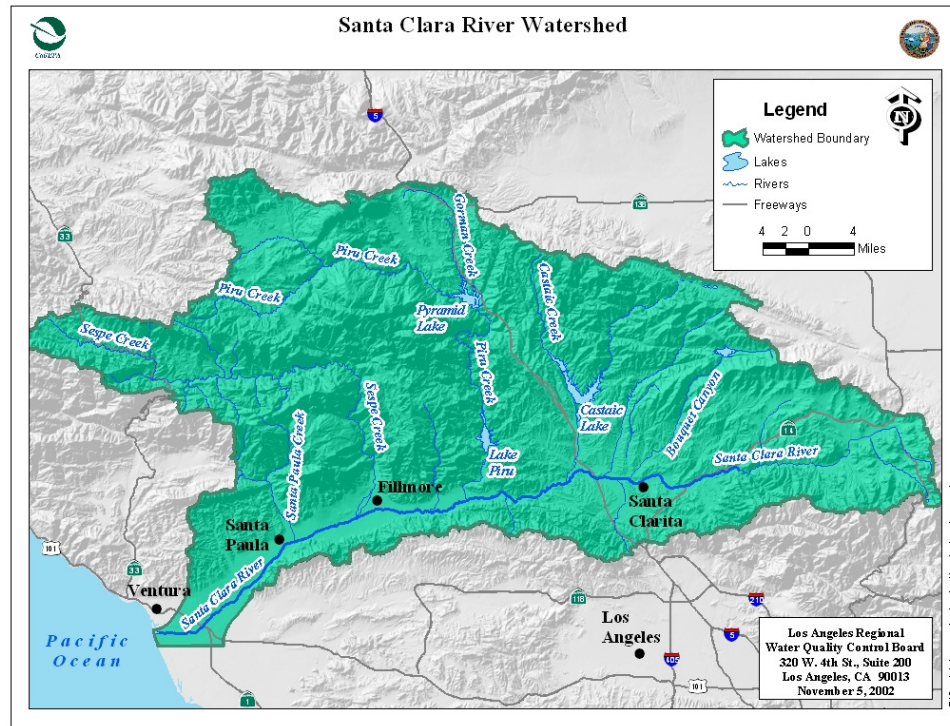 Santa Clara River Watershed
Cal/EPA
Legend
N
Watershed Boundary
Lakes
Rivers
Freeways
4 2 0 4
Miles
5
138
33
Gorman Creek
Piru Creek
Piru Creek
Castaic Creek
Pyramid
Lake
Sespe Creek
Piru Creek
Sespe Creek
Castaic
Lake
Bouquet Canyon
14
Santa Paula Creek
Lake
Piru
Santa Clara River
Fillmore
Santa
Clarita
Santa
Paula
101
33
Ventura
Santa Clara River
118
210
Los
Angeles
5
405
101
1
Pacific
Ocean
Los Angeles Regional
Water Quality Control Board
320 W. 4th St., Suite 200
Los Angeles, CA 90013
November 5, 2002